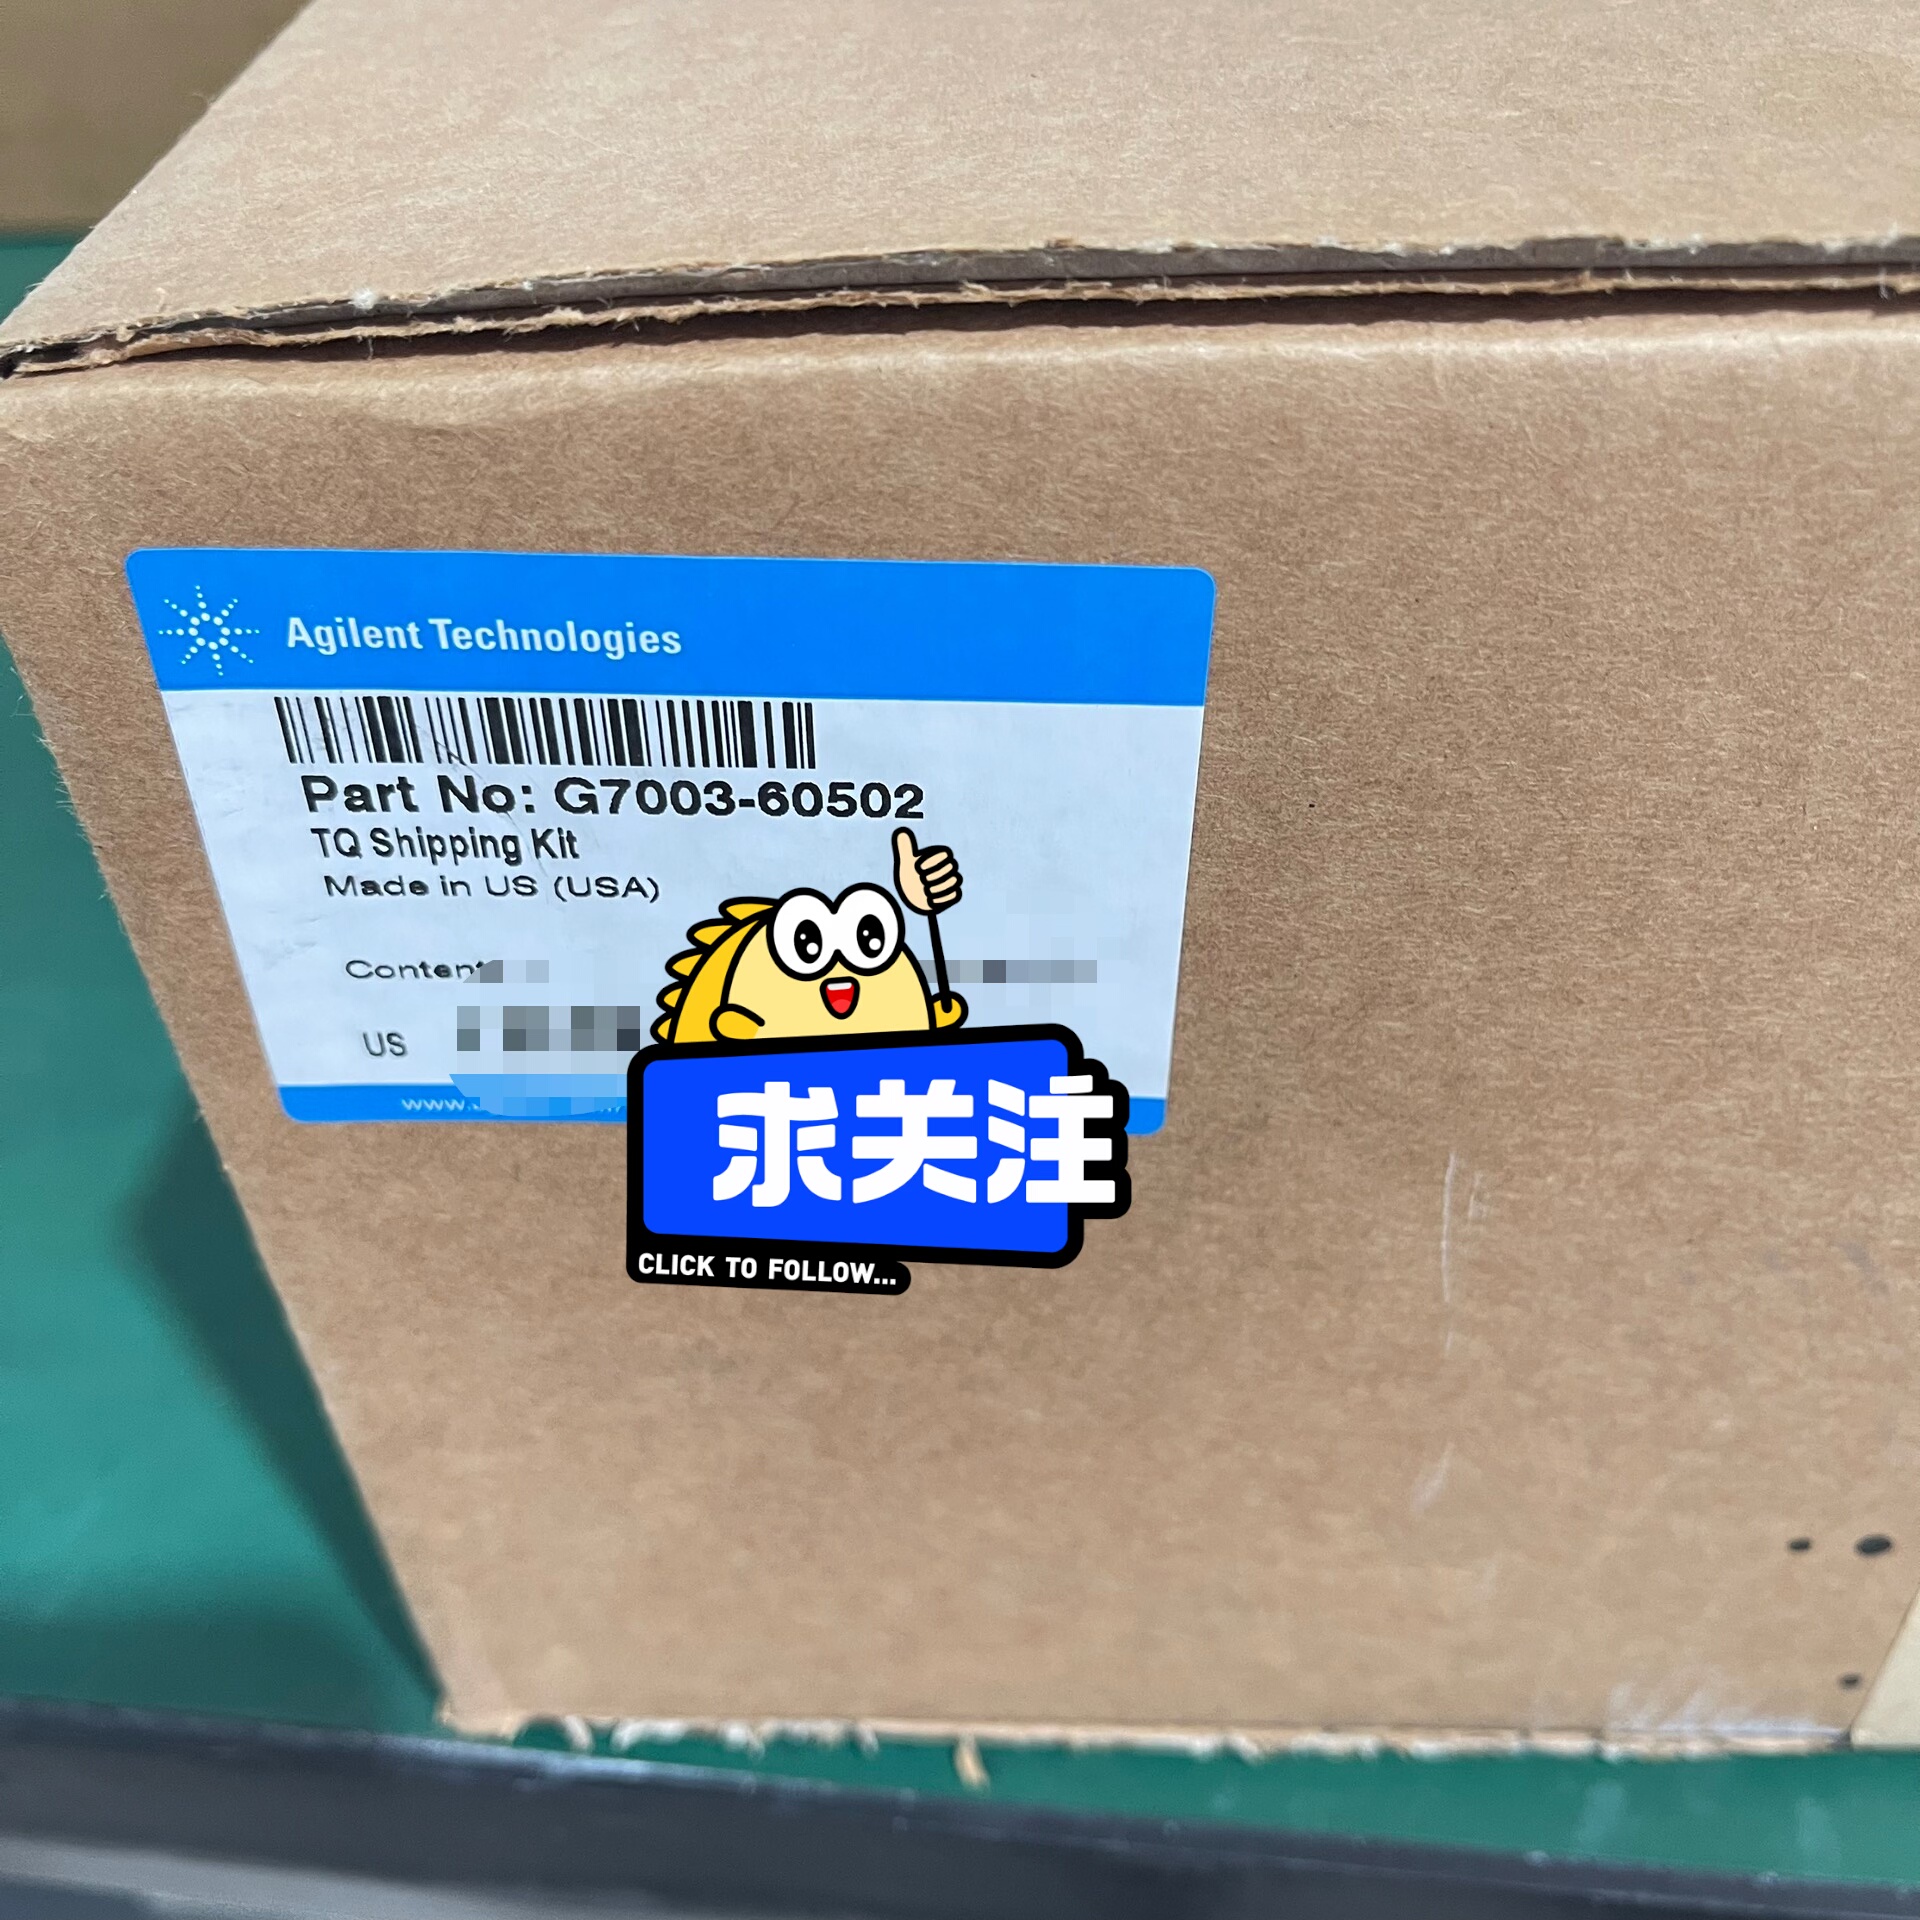 Agilent Technologies
Part No: G7003-60502
TQ Shipping Kit
Made in US (USA)
US
www.
求关注
CLICK TO FOLLOW...